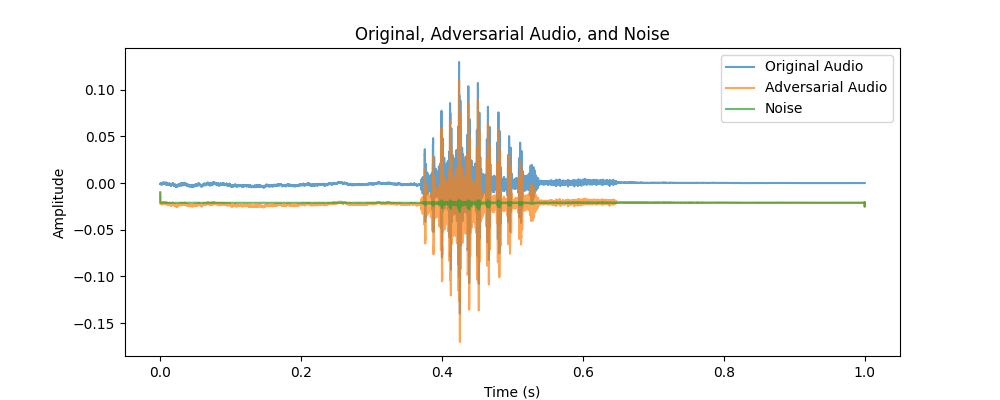 Original, Adversarial Audio, and Noise
Original Audio
Adversarial Audio
Noise
0.10
0.05
0.00
−0.05
−0.10
−0.15
Amplitude
0.0 0.2 0.4 0.6 0.8 1.0
Time (s)